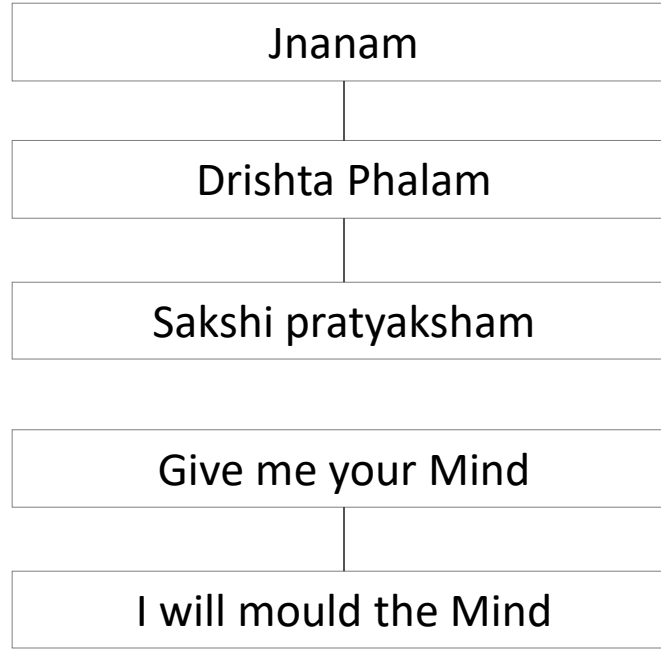 Jnanam
Drishta Phalam
Sakshi pratyaksham
Give me your Mind
I will mould the Mind